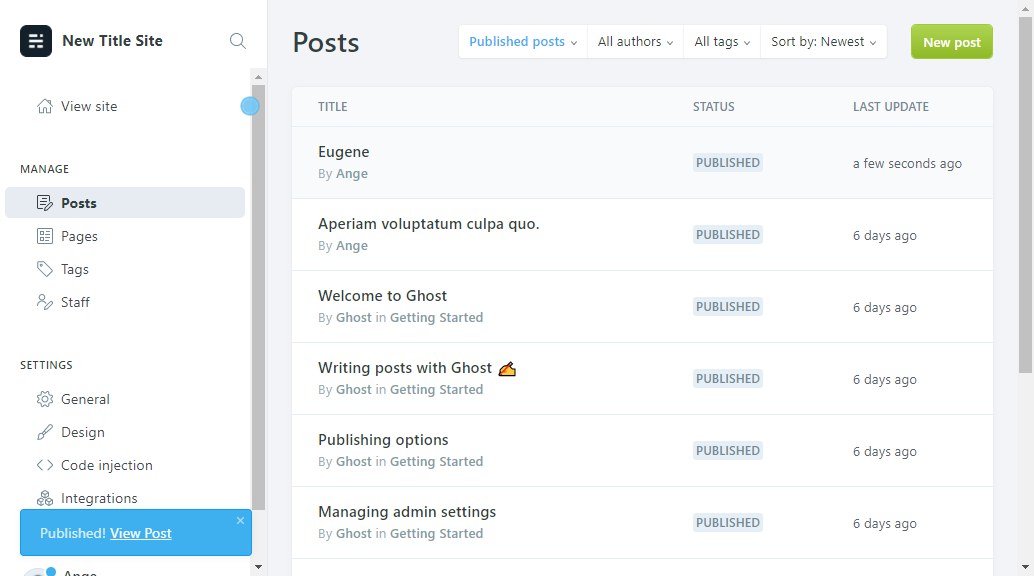 New Title Site
View site
MANAGE
Posts
Pages
Tags
Staff
SETTINGS
General
Design
Code injection
Integrations
Published! View Post
Ange
Posts
Published posts
All authors
All tags
Sort by: Newest
New post
TITLE STATUS LAST UPDATE
Eugene
By Ange
PUBLISHED
a few seconds ago
Aperiam voluptatum culpa quo.
By Ange
PUBLISHED
6 days ago
Welcome to Ghost
By Ghost in Getting Started
PUBLISHED
6 days ago
Writing posts with Ghost ✍️
By Ghost in Getting Started
PUBLISHED
6 days ago
Publishing options
By Ghost in Getting Started
PUBLISHED
6 days ago
Managing admin settings
By Ghost in Getting Started
PUBLISHED
6 days ago